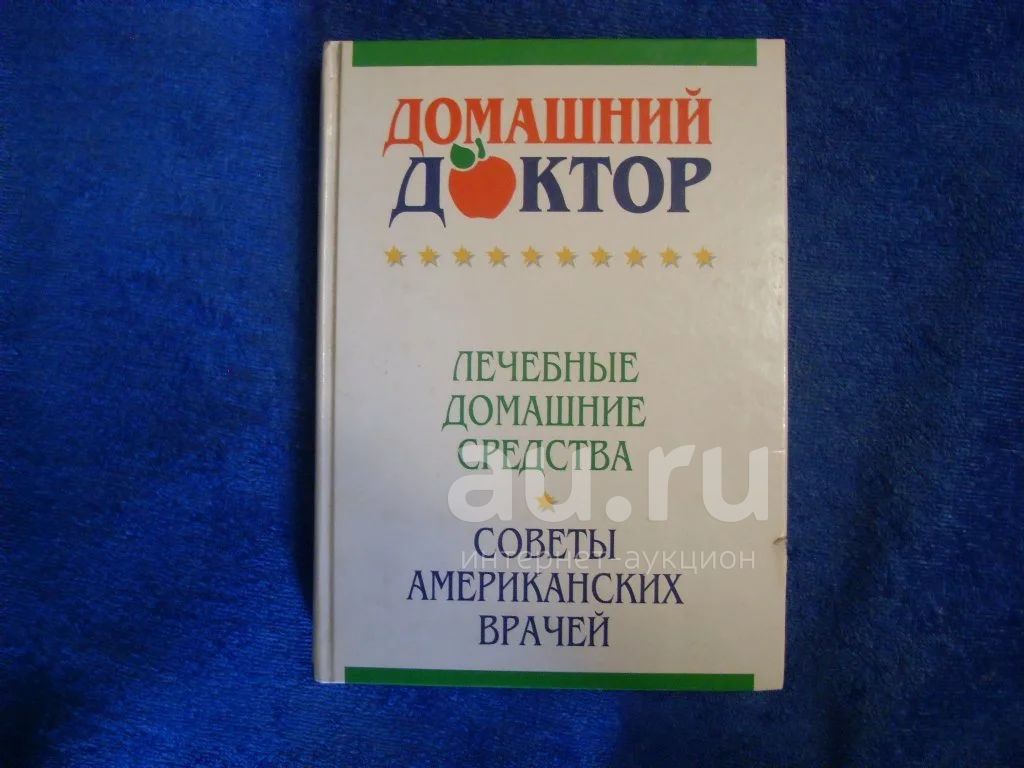 ДОМАШНИЙ
ДОКТОР
ЛЕЧЕБНЫЕ
ДОМАШНИЕ
СРЕДСТВА
au.ru
СОВЕТЫ
интернет-аукцион
АМЕРИКАНСКИХ
ВРАЧЕЙ